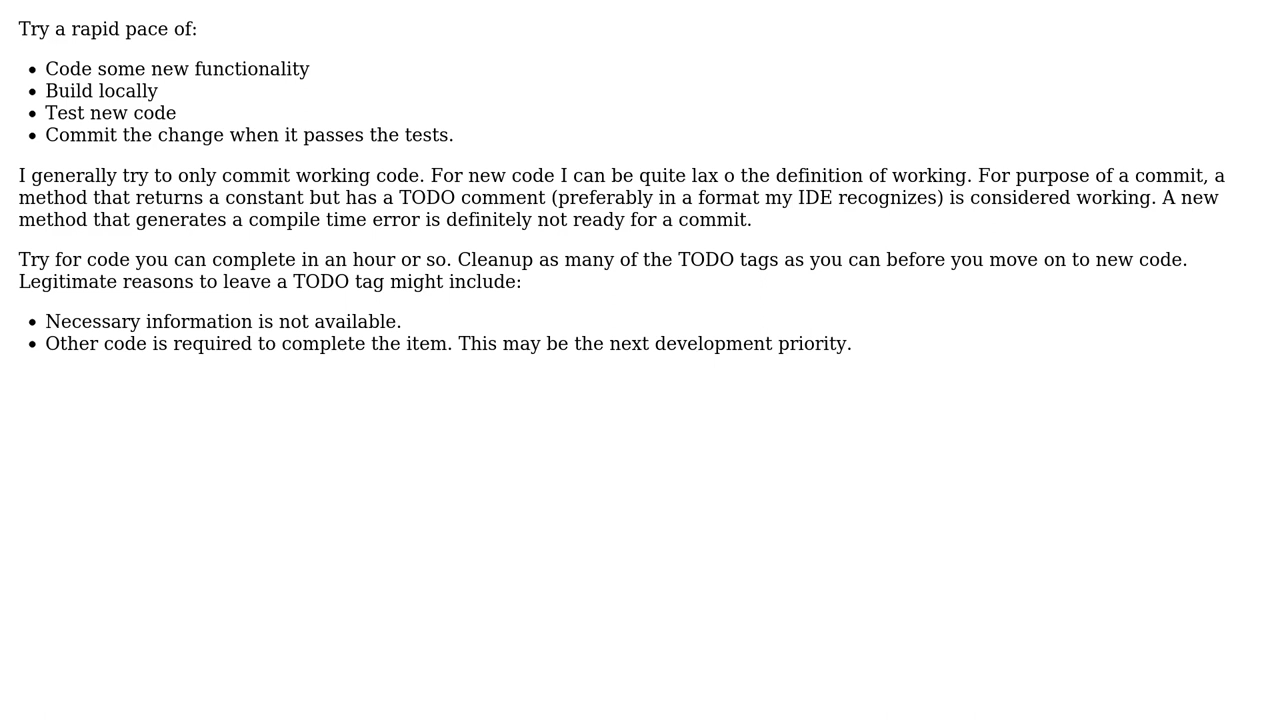 Try a rapid pace of:
• Code some new functionality
• Build locally
• Test new code
• Commit the change when it passes the tests.
I generally try to only commit working code. For new code I can be quite lax o the definition of working. For purpose of a commit, a
method that returns a constant but has a TODO comment (preferably in a format my IDE recognizes) is considered working. A new
method that generates a compile time error is definitely not ready for a commit.
Try for code you can complete in an hour or so. Cleanup as many of the TODO tags as you can before you move on to new code.
Legitimate reasons to leave a TODO tag might include:
• Necessary information is not available.
• Other code is required to complete the item. This may be the next development priority.